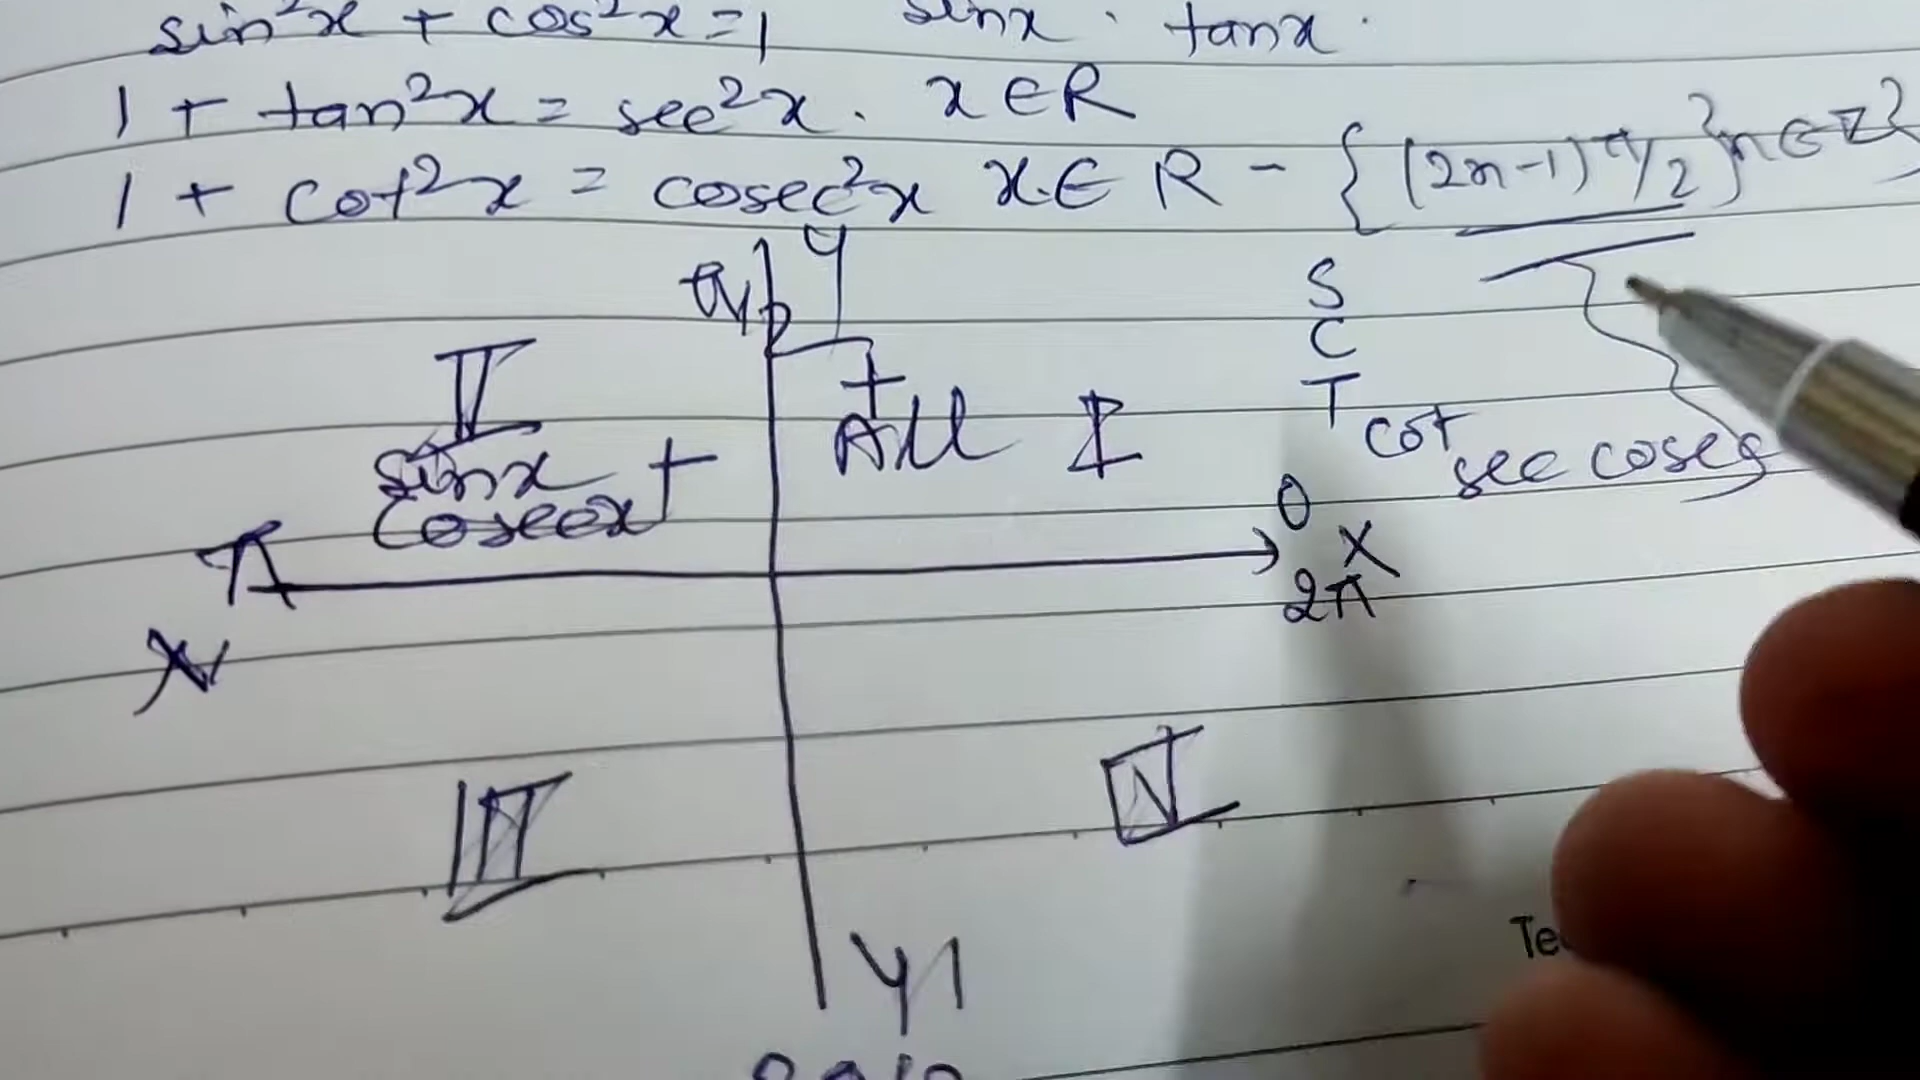 sin²x + cos²x = 1 sinx . tanx .
1 + tan²x = sec²x . x ∈ R
1 + cot²x = cosec²x x ∈ R - { (2n-1)π/2 } n ∈ Z }
π/2 Y
S
C
T
cot
sec cosec
II
+
All I
sinx +
cosecx
π
0
X
2π
X'
III
IV
Y'